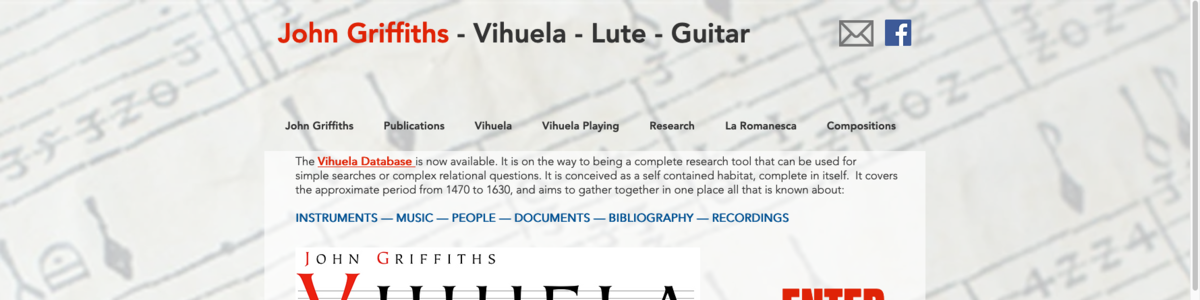 John Griffiths - Vihuela - Lute - Guitar
John Griffiths Publications Vihuela Vihuela Playing Research La Romanesca Compositions
The Vihuela Database is now available. It is on the way to being a complete research tool that can be used for
simple searches or complex relational questions. It is conceived as a self contained habitat, complete in itself. It covers
the approximate period from 1470 to 1630, and aims to gather together in one place all that is known about:
INSTRUMENTS — MUSIC — PEOPLE — DOCUMENTS — BIBLIOGRAPHY — RECORDINGS
JOHN GRIFFITHS
VIHUELA
ENTER